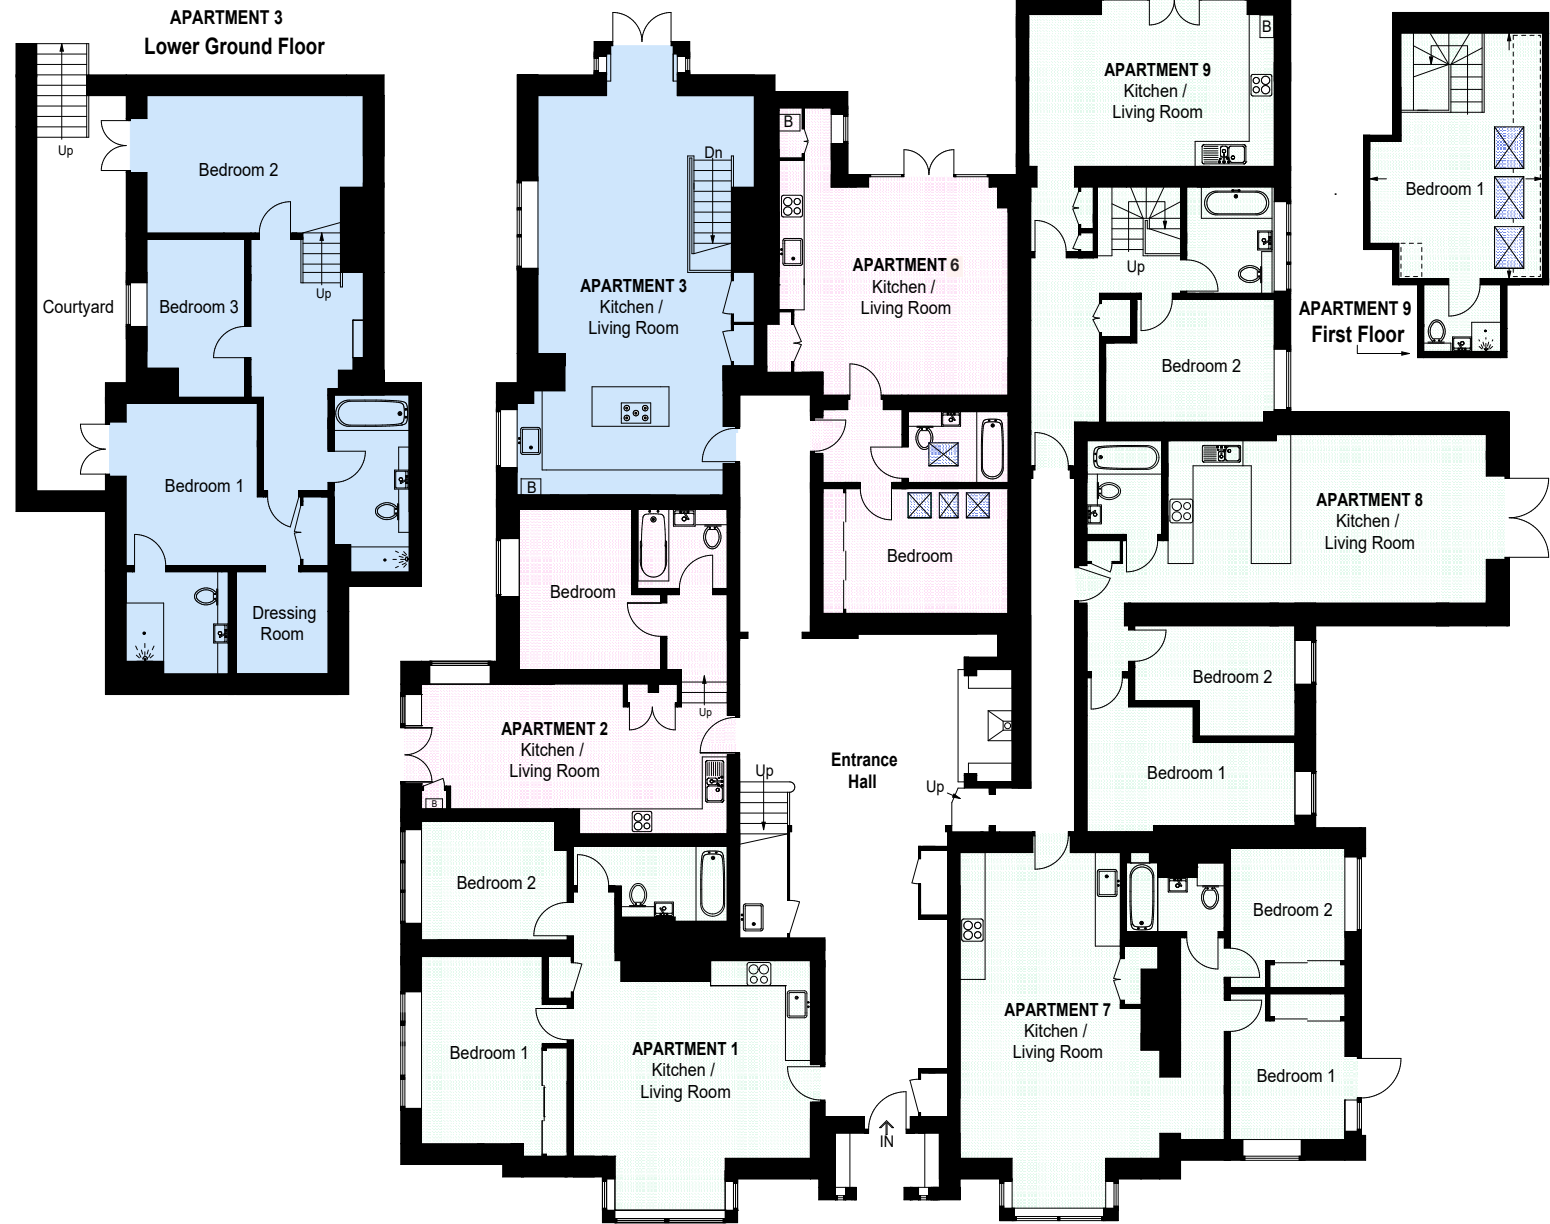 APARTMENT 3
Lower Ground Floor
Up
Bedroom 2
Up
Courtyard
Bedroom 3
Bedroom 1
Dressing
Room
Dn
APARTMENT 3
Kitchen /
Living Room
B
B
APARTMENT 6
Kitchen /
Living Room
Bedroom
APARTMENT 9
Kitchen /
Living Room
B
Up
Bedroom 2
Bedroom 1
APARTMENT 9
First Floor
APARTMENT 8
Kitchen /
Living Room
Bedroom 2
Bedroom 1
Bedroom
Up
APARTMENT 2
Kitchen /
Living Room
B
Entrance
Hall
Up
Up
Bedroom 2
Bedroom 1
APARTMENT 1
Kitchen /
Living Room
IN
APARTMENT 7
Kitchen /
Living Room
Bedroom 2
Bedroom 1